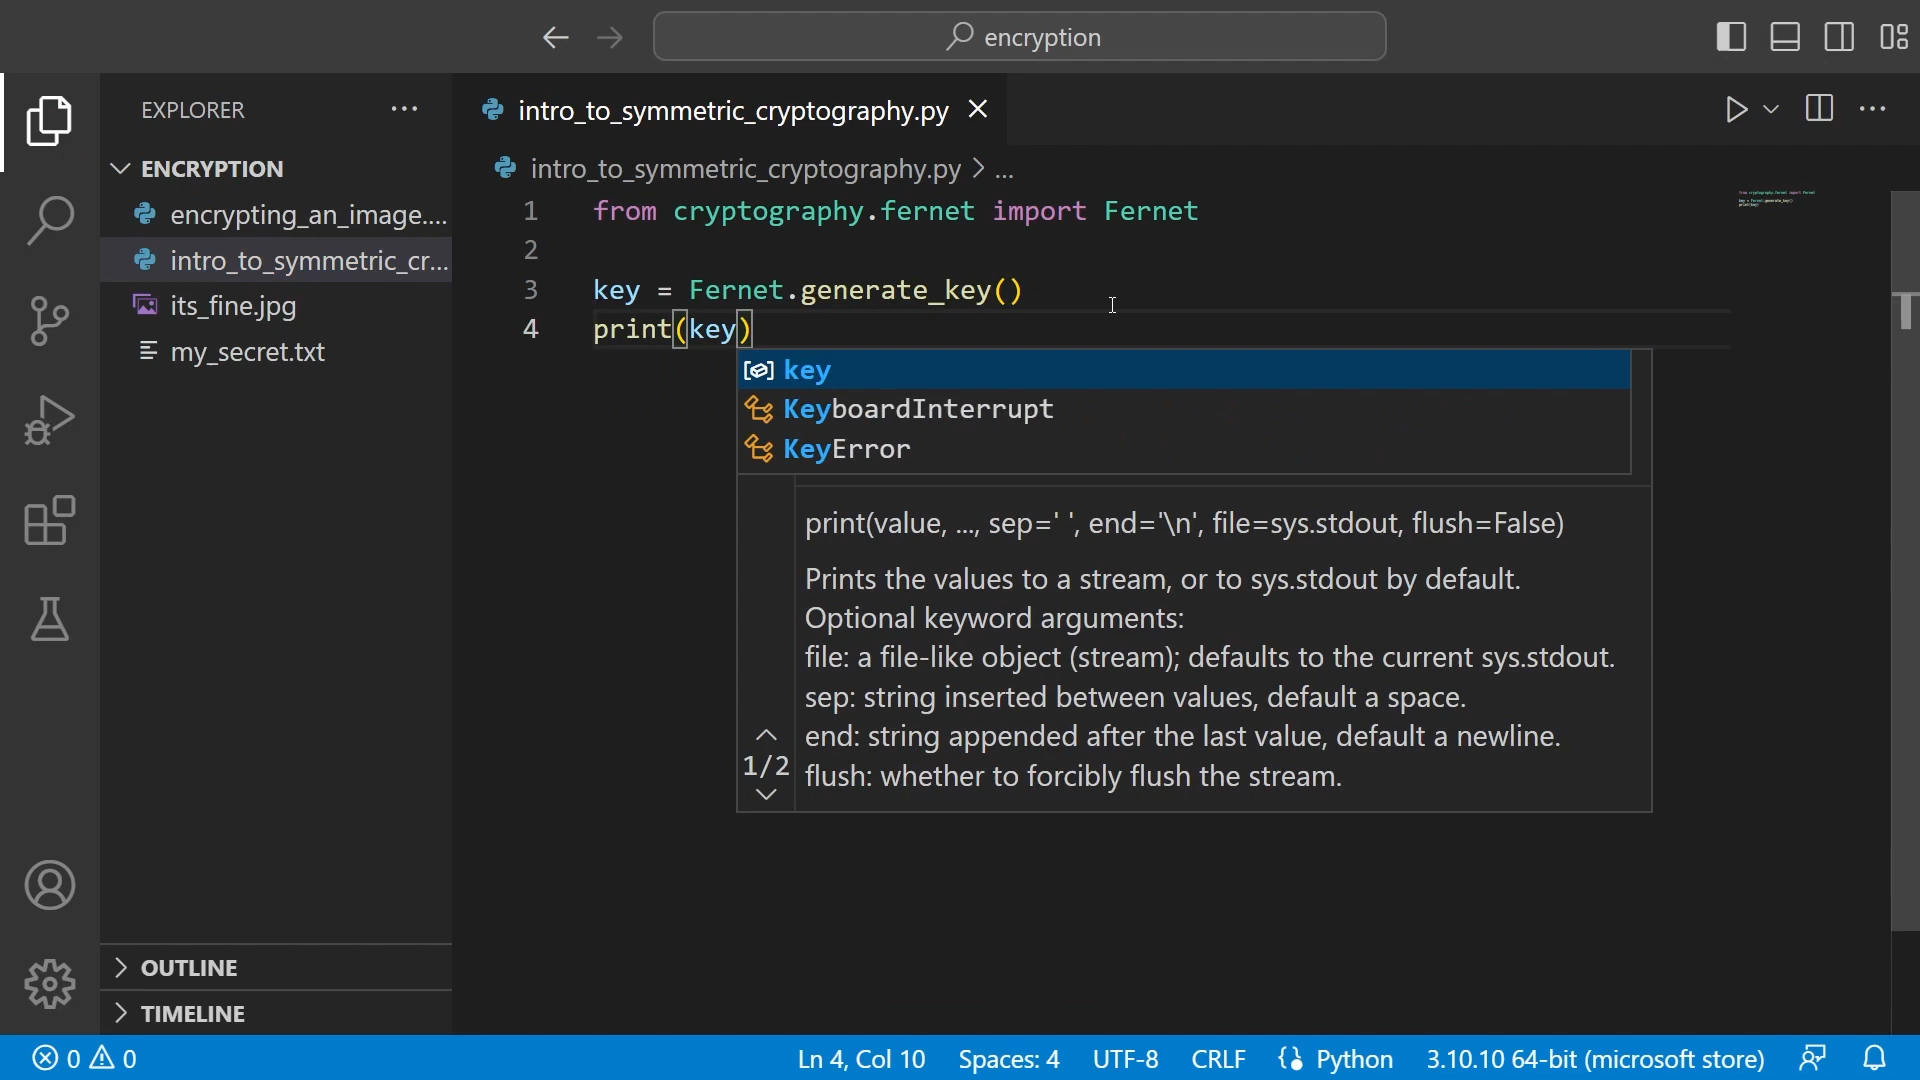 encryption
EXPLORER
ENCRYPTION
encrypting_an_image....
intro_to_symmetric_cr...
its_fine.jpg
my_secret.txt
OUTLINE
TIMELINE
intro_to_symmetric_cryptography.py
intro_to_symmetric_cryptography.py > ...
1 from cryptography.fernet import Fernet
2
3 key = Fernet.generate_key()
4 print(key)
key
KeyboardInterrupt
KeyError
print(value, ..., sep=' ', end='\n', file=sys.stdout, flush=False)
Prints the values to a stream, or to sys.stdout by default.
Optional keyword arguments:
file: a file-like object (stream); defaults to the current sys.stdout.
sep: string inserted between values, default a space.
end: string appended after the last value, default a newline.
flush: whether to forcibly flush the stream.
1/2
0 0 Ln 4, Col 10 Spaces: 4 UTF-8 CRLF Python 3.10.10 64-bit (microsoft store)